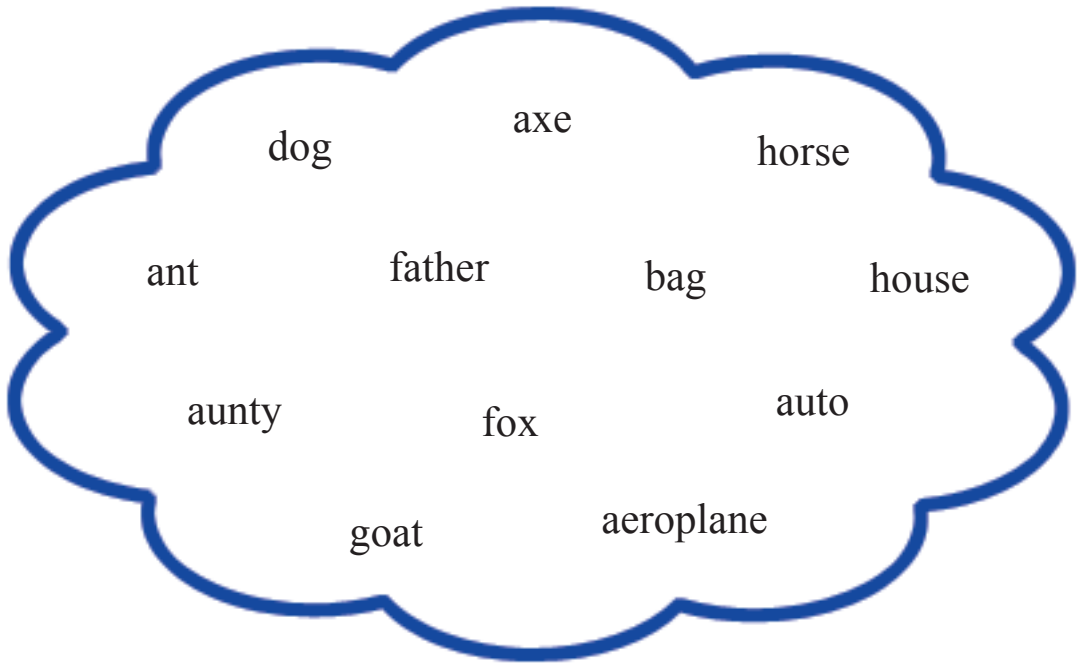 dog
axe
horse
ant
father
bag
house
aunty
fox
auto
goat
aeroplane